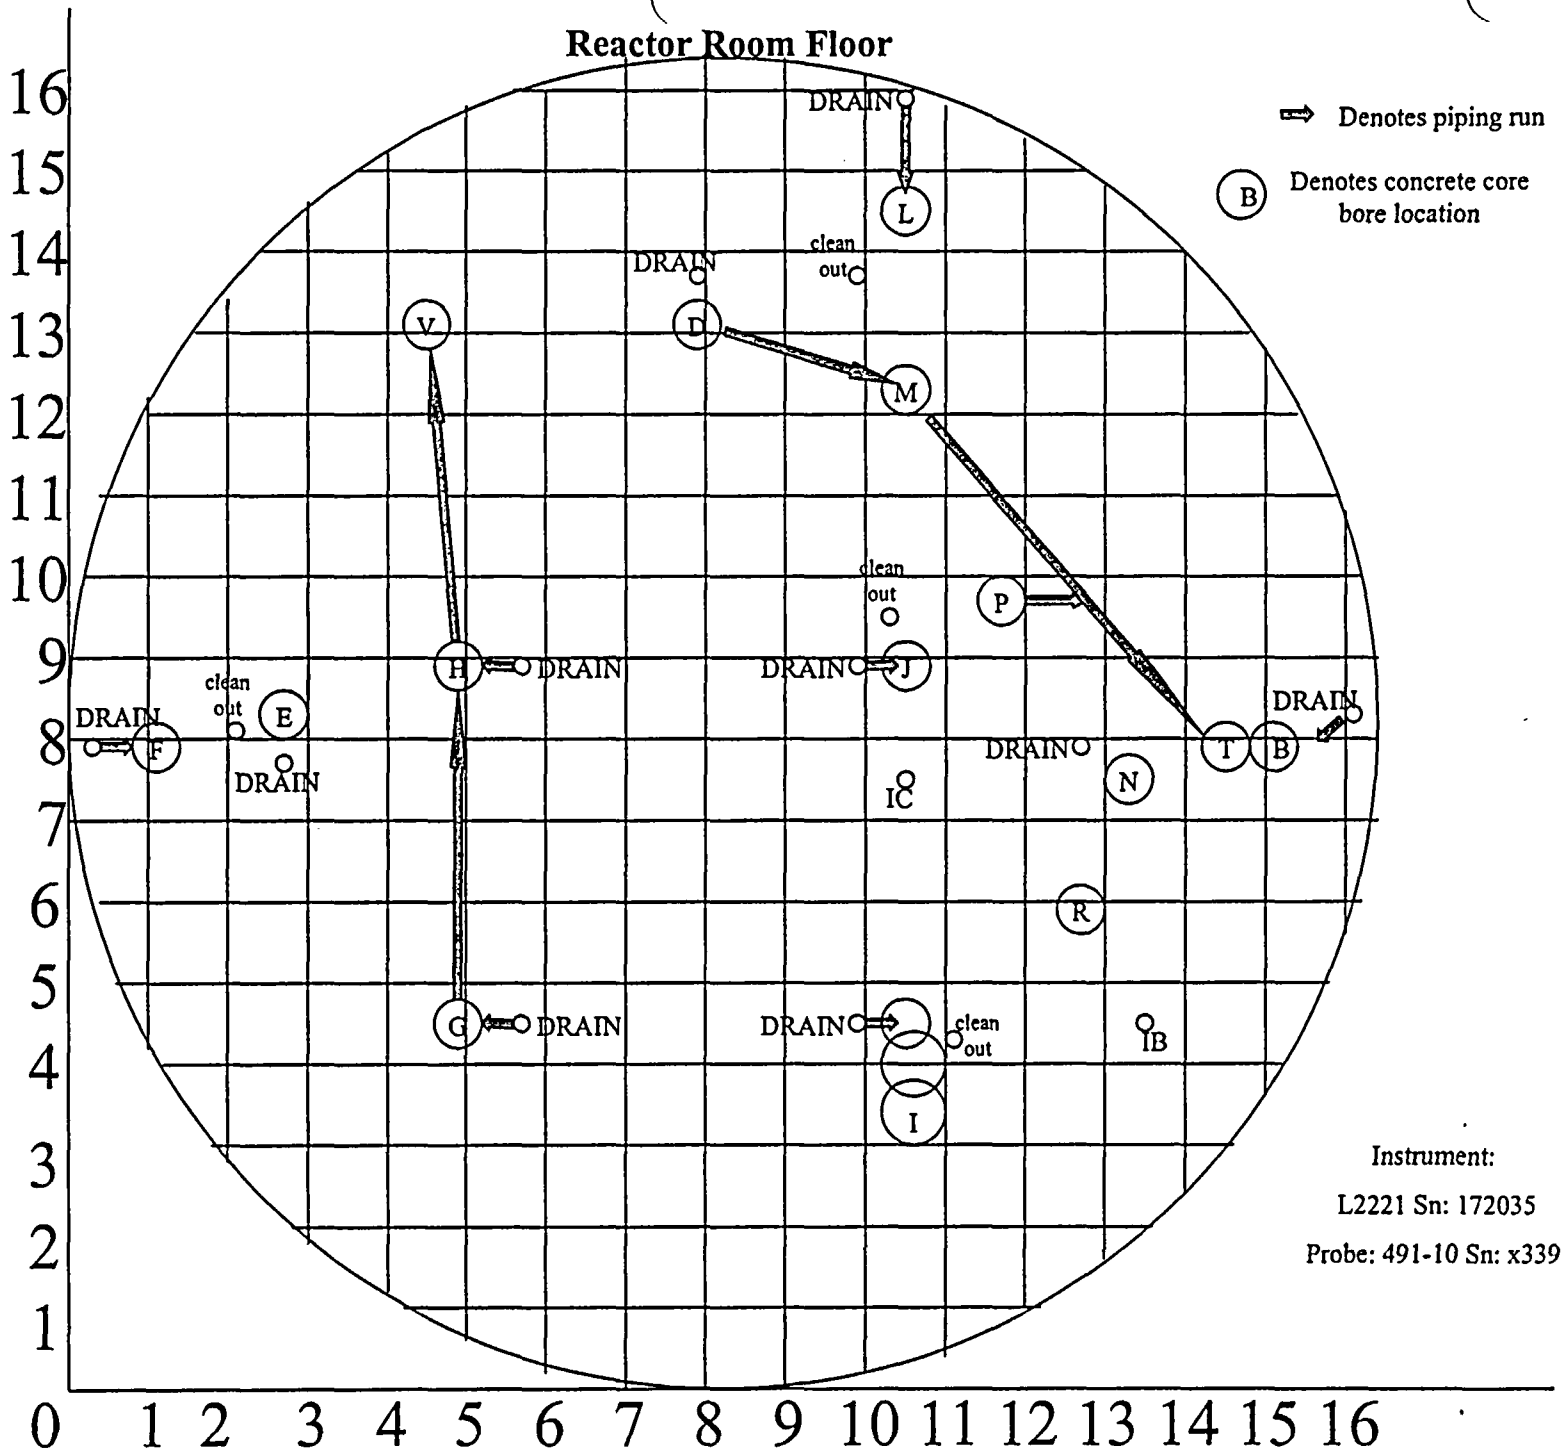 Reactor Room Floor
16
DRAIN
Denotes piping run
15
B
Denotes concrete core
bore location
L
14
clean
out
DRAIN
V
D
13
M
12
11
10
clean
out
P
9
H
DRAIN
DRAIN
J
clean
out
E
DRAIN
DRAIN
8
F
DRAIN
T
B
DRAIN
N
IC
7
6
R
5
G
DRAIN
DRAIN
clean
out
IB
4
I
3
Instrument:
L2221 Sn: 172035
2
Probe: 491-10 Sn: x339
1
0 1 2 3 4 5 6 7 8 9 10 11 12 13 14 15 16